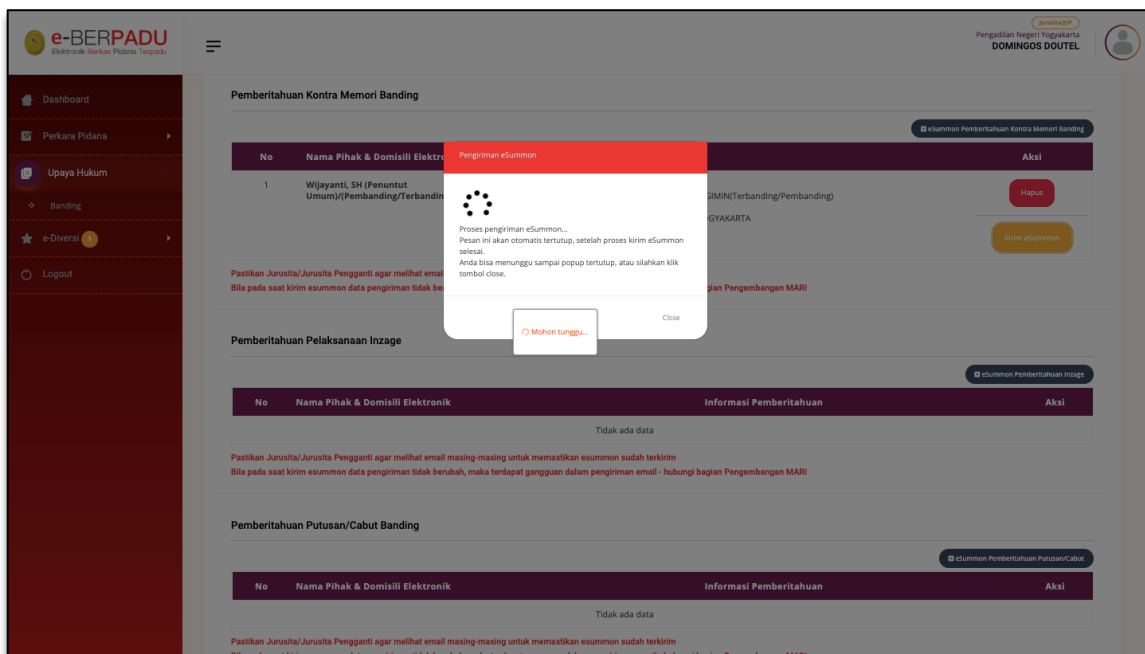 e-BERPADU
Elektronik Berkas Pidana Terpadu
Jurusita/JSP
Pengadilan Negeri Yogyakarta
DOMINGOS DOUTEL
Dashboard
Perkara Pidana
Upaya Hukum
Banding
e-Diversi 1
Logout
Pemberitahuan Kontra Memori Banding
eSummon Pemberitahuan Kontra Memori Banding
No Nama Pihak & Domisili Elektro Aksi
1 Wijayanti, SH (Penuntut
Umum)/(Pembanding/Terbandin GIMIN(Terbanding/Pembanding)
GYAKARTA
Hapus
kirim eSummon
Pastikan Jurusita/Jurusita Pengganti agar melihat email
Bila pada saat kirim esummon data pengiriman tidak be gian Pengembangan MARI
Pengiriman eSummon
Proses pengiriman eSummon...
Pesan ini akan otomatis tertutup, setelah proses kirim eSummon
selesai.
Anda bisa menunggu sampai popup tertutup, atau silahkan klik
tombol close.
Close
Mohon tunggu...
Pemberitahuan Pelaksanaan Inzage
eSummon Pemberitahuan Inzage
No Nama Pihak & Domisili Elektronik Informasi Pemberitahuan Aksi
Tidak ada data
Pastikan Jurusita/Jurusita Pengganti agar melihat email masing-masing untuk memastikan esummon sudah terkirim
Bila pada saat kirim esummon data pengiriman tidak berubah, maka terdapat gangguan dalam pengiriman email - hubungi bagian Pengembangan MARI
Pemberitahuan Putusan/Cabut Banding
eSummon Pemberitahuan Putusan/Cabut
No Nama Pihak & Domisili Elektronik Informasi Pemberitahuan Aksi
Tidak ada data
Pastikan Jurusita/Jurusita Pengganti agar melihat email masing-masing untuk memastikan esummon sudah terkirim